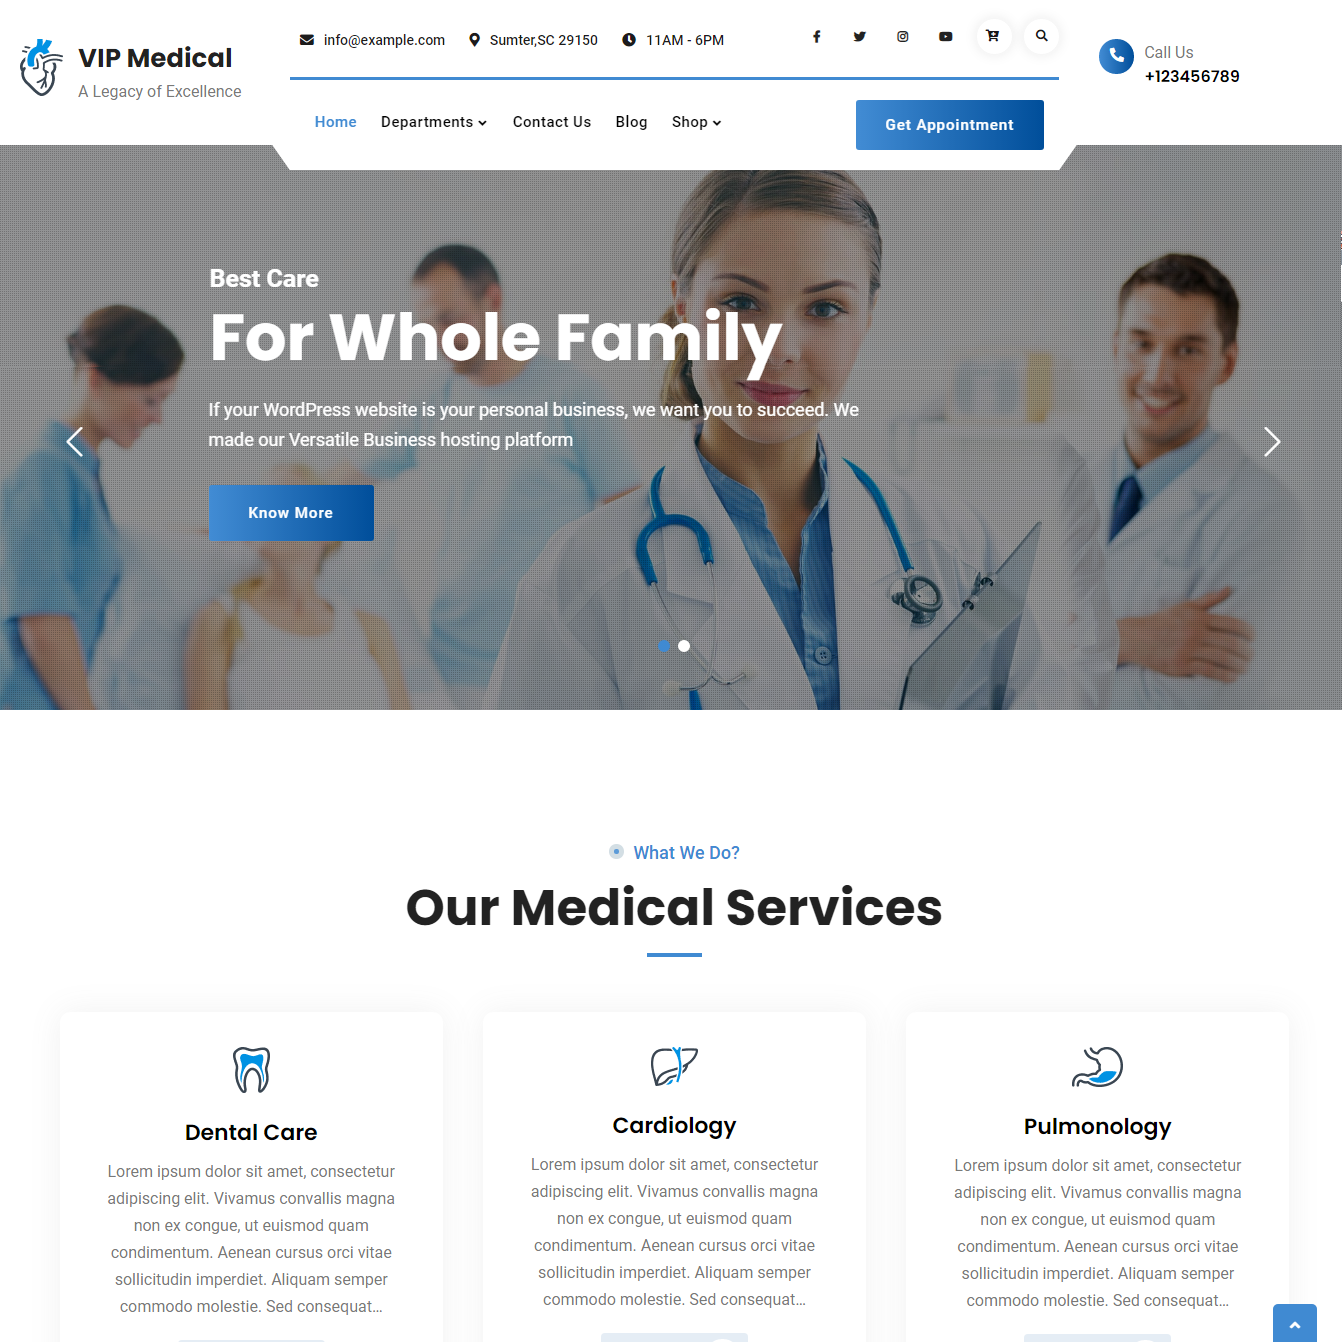 VIP Medical
A Legacy of Excellence
info@example.com
Sumter,SC 29150
11AM - 6PM
Call Us
+123456789
Home
Departments
Contact Us
Blog
Shop
Get Appointment
Best Care
For Whole Family
If your WordPress website is your personal business, we want you to succeed. We
made our Versatile Business hosting platform
Know More
What We Do?
Our Medical Services
Dental Care
Lorem ipsum dolor sit amet, consectetur
adipiscing elit. Vivamus convallis magna
non ex congue, ut euismod quam
condimentum. Aenean cursus orci vitae
sollicitudin imperdiet. Aliquam semper
commodo molestie. Sed consequat...
Cardiology
Lorem ipsum dolor sit amet, consectetur
adipiscing elit. Vivamus convallis magna
non ex congue, ut euismod quam
condimentum. Aenean cursus orci vitae
sollicitudin imperdiet. Aliquam semper
commodo molestie. Sed consequat...
Pulmonology
Lorem ipsum dolor sit amet, consectetur
adipiscing elit. Vivamus convallis magna
non ex congue, ut euismod quam
condimentum. Aenean cursus orci vitae
sollicitudin imperdiet. Aliquam semper
commodo molestie. Sed consequat...